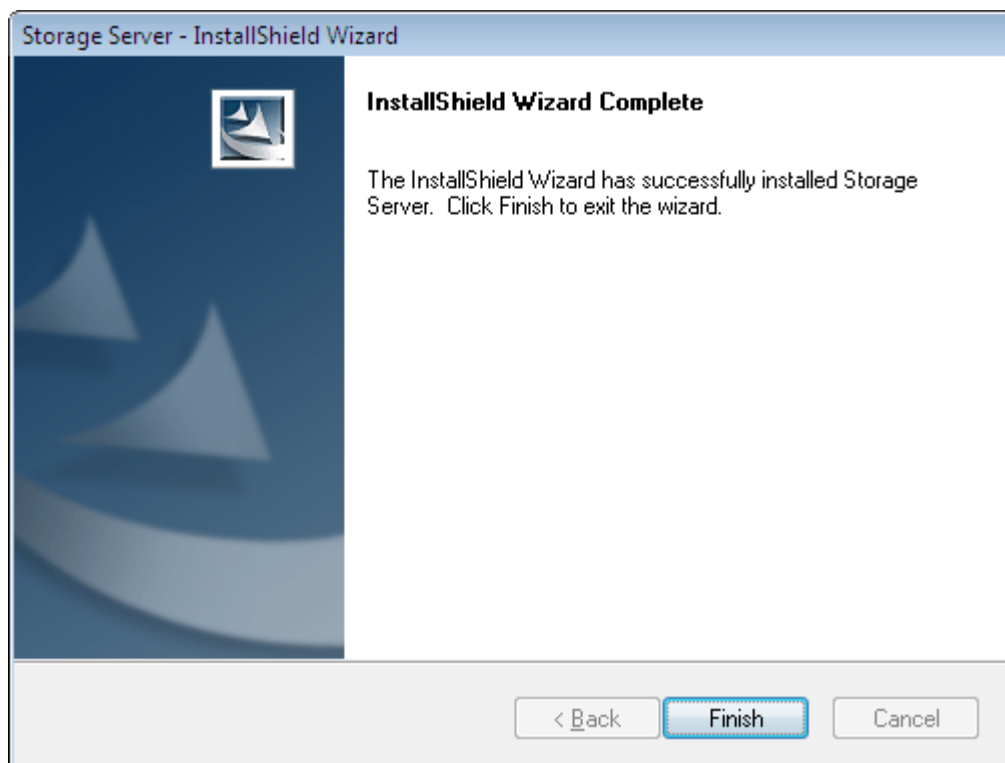 Storage Server - InstallShield Wizard
InstallShield Wizard Complete
The InstallShield Wizard has successfully installed Storage
Server.  Click Finish to exit the wizard.
< Back
Finish
Cancel